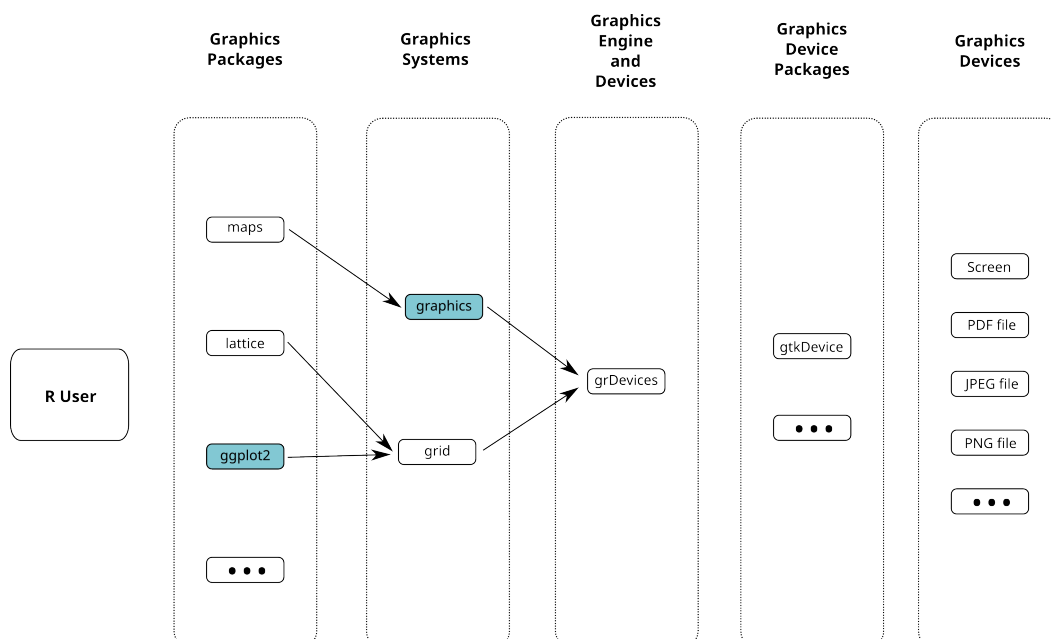 Graphics
Packages
Graphics
Systems
Graphics
Engine
and
Devices
Graphics
Device
Packages
Graphics
Devices
R User
maps
lattice
ggplot2
• • •
graphics
grid
grDevices
gtkDevice
• • •
Screen
PDF file
JPEG file
PNG file
• • •